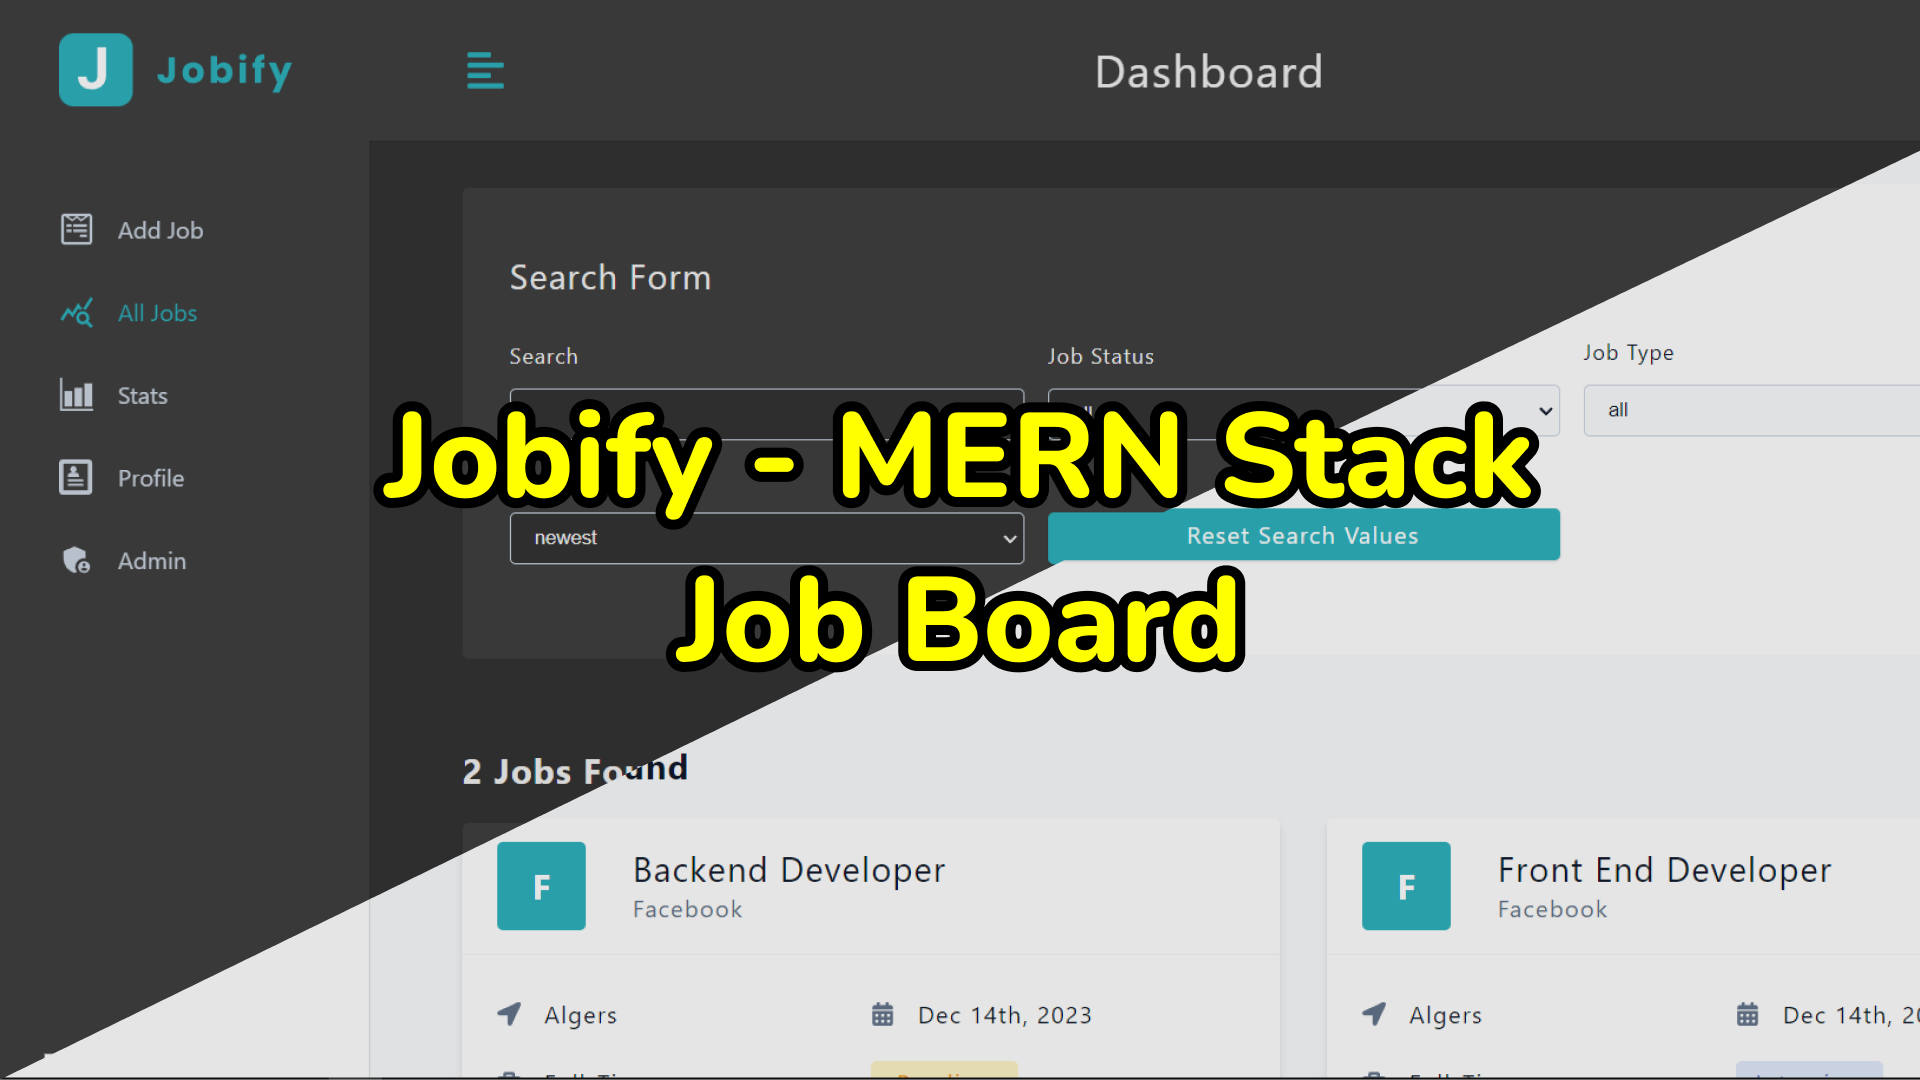 J Jobify
Dashboard
Add Job
All Jobs
Stats
Profile
Admin
Search Form
Search
Job Status
Job Type
all
Jobify - MERN Stack
Job Board
newest
Reset Search Values
2 Jobs Found
F
Backend Developer
Facebook
Algers
Dec 14th, 2023
F
Front End Developer
Facebook
Algers
Dec 14th,